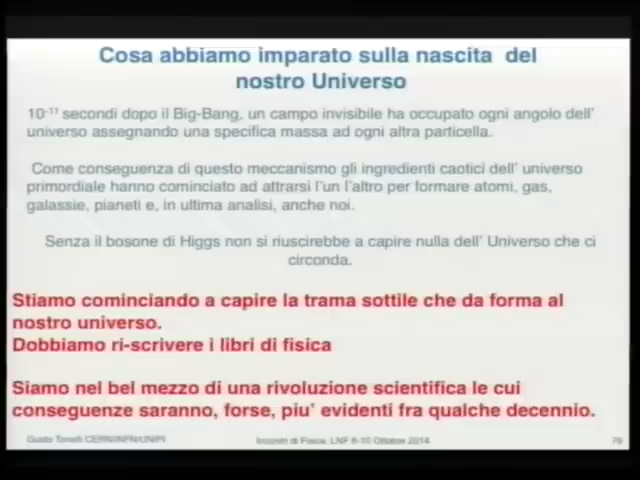 Cosa abbiamo imparato sulla nascita del
nostro Universo
10⁻¹¹ secondi dopo il Big-Bang, un campo invisibile ha occupato ogni angolo dell'
universo assegnando una specifica massa ad ogni altra particella.
Come conseguenza di questo meccanismo gli ingredienti caotici dell' universo
primordiale hanno cominciato ad attrarsi l'un l'altro per formare atomi, gas,
galassie, pianeti e, in ultima analisi, anche noi.
Senza il bosone di Higgs non si riuscirebbe a capire nulla dell' Universo che ci
circonda.
Stiamo cominciando a capire la trama sottile che da forma al
nostro universo.
Dobbiamo ri-scrivere i libri di fisica
Siamo nel bel mezzo di una rivoluzione scientifica le cui
conseguenze saranno, forse, piu' evidenti fra qualche decennio.
Guido Tonelli CERN/INFN/UNIPI
Incontri di Fisica, LNF 8-10 Ottobre 2014